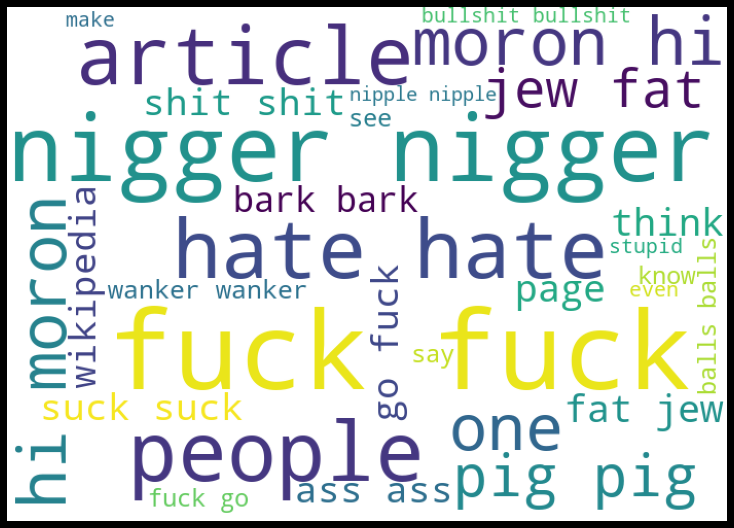 make
bullshit bullshit
article
moron hi
shit shit
nipple nipple
jew fat
see
nigger nigger
bark bark
hate hate
think
stupid
moron
wikipedia
wanker wanker
page
know
even
balls balls
fuck fuck
go fuck
say
suck suck
fat jew
hi
people
one
ass ass
pig pig
fuck go